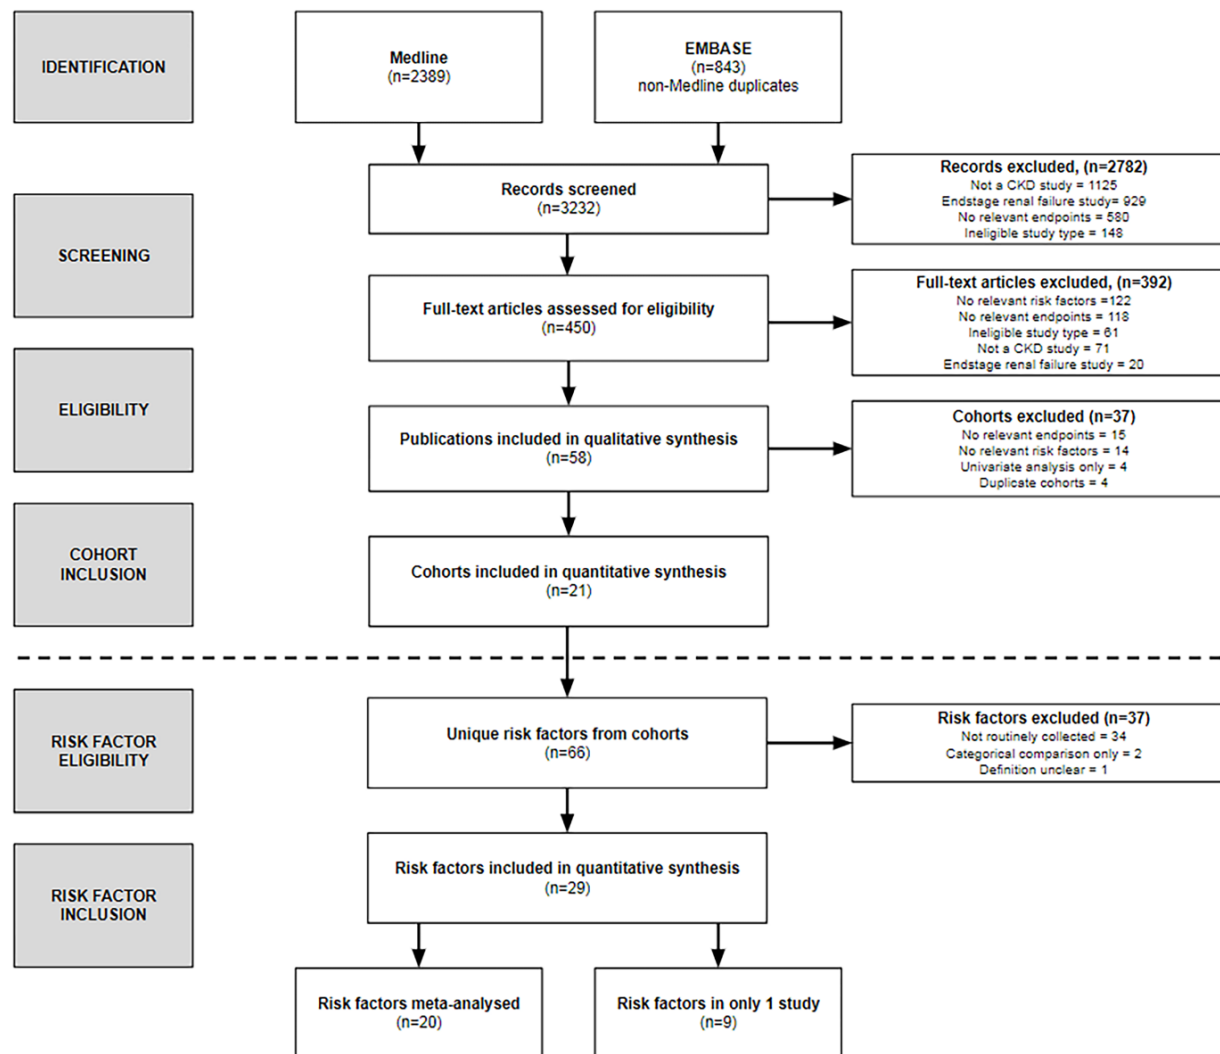 IDENTIFICATION
Medline
(n=2389)
EMBASE
(n=843)
non-Medline duplicates
SCREENING
Records screened
(n=3232)
Records excluded, (n=2782)
Not a CKD study = 1125
Endstage renal failure study= 929
No relevant endpoints = 580
Ineligible study type = 148
Full-text articles assessed for eligibility
(n=450)
Full-text articles excluded, (n=392)
No relevant risk factors =122
No relevant endpoints = 118
Ineligible study type = 61
Not a CKD study = 71
Endstage renal failure study = 20
ELIGIBILITY
Publications included in qualitative synthesis
(n=58)
Cohorts excluded (n=37)
No relevant endpoints = 15
No relevant risk factors = 14
Univariate analysis only = 4
Duplicate cohorts = 4
COHORT
INCLUSION
Cohorts included in quantitative synthesis
(n=21)
RISK FACTOR
ELIGIBILITY
Unique risk factors from cohorts
(n=66)
Risk factors excluded (n=37)
Not routinely collected = 34
Categorical comparison only = 2
Definition unclear = 1
RISK FACTOR
INCLUSION
Risk factors included in quantitative synthesis
(n=29)
Risk factors meta-analysed
(n=20)
Risk factors in only 1 study
(n=9)